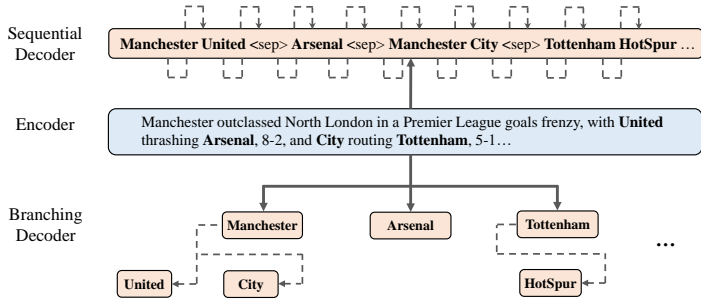 Sequential
Decoder
Manchester United <sep> Arsenal <sep> Manchester City <sep> Tottenham HotSpur ...
Encoder
Manchester outclassed North London in a Premier League goals frenzy, with United
thrashing Arsenal, 8-2, and City routing Tottenham, 5-1...
Branching
Decoder
Manchester
Arsenal
Tottenham
...
United
City
HotSpur